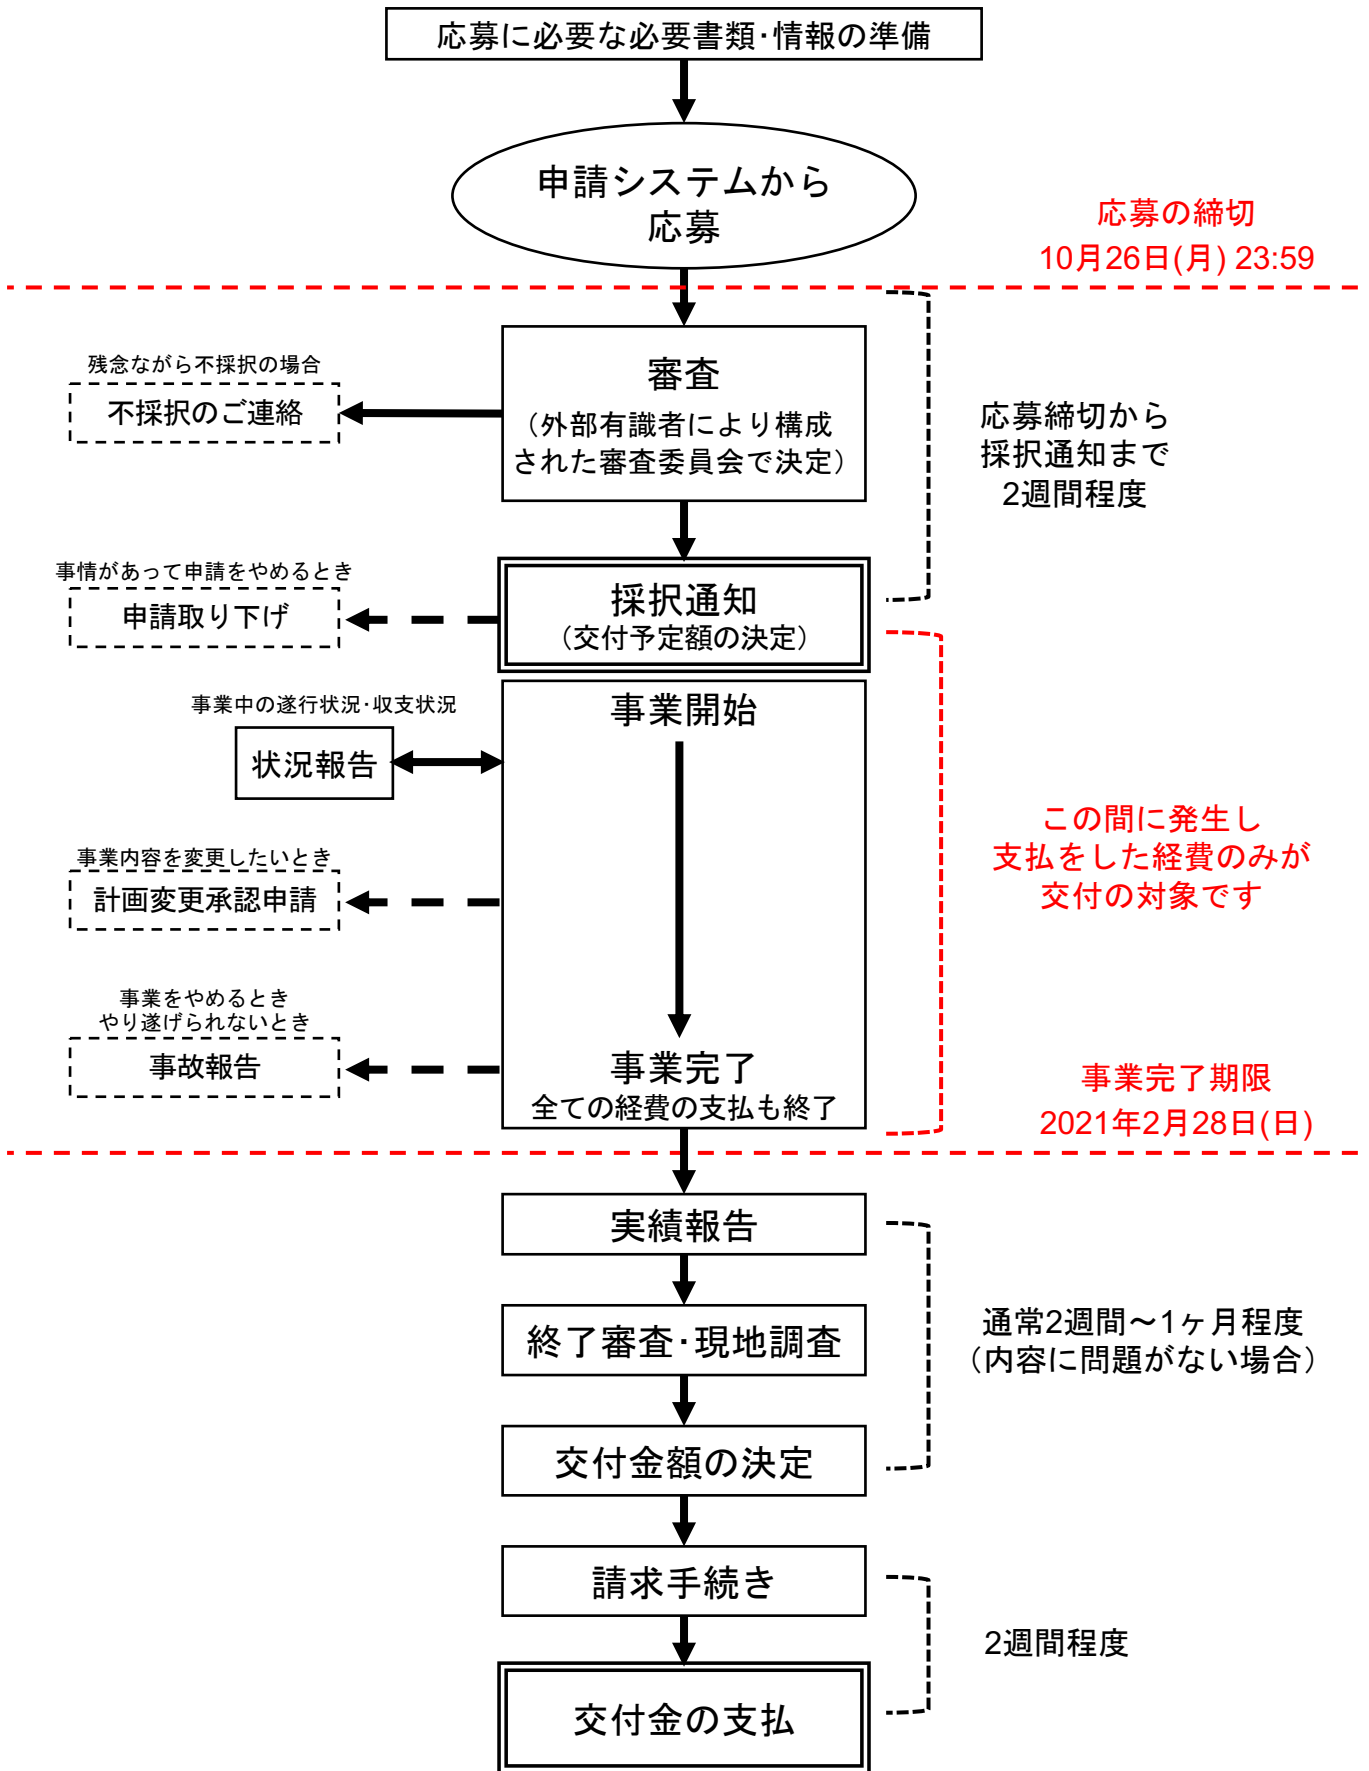 応募に必要な必要書類･情報の準備
申請システムから
応募
応募の締切
10月26日(月) 23:59
審査
（外部有識者により構成
された審査委員会で決定）
残念ながら不採択の場合
不採択のご連絡
応募締切から
採択通知まで
2週間程度
事情があって申請をやめるとき
申請取り下げ
採択通知
（交付予定額の決定）
事業開始
事業中の遂行状況･収支状況
状況報告
事業内容を変更したいとき
計画変更承認申請
この間に発生し
支払をした経費のみが
交付の対象です
事業をやめるとき
やり遂げられないとき
事故報告
事業完了
全ての経費の支払も終了
事業完了期限
2021年2月28日(日)
実績報告
終了審査･現地調査
交付金額の決定
通常2週間～1ヶ月程度
（内容に問題がない場合）
請求手続き
2週間程度
交付金の支払